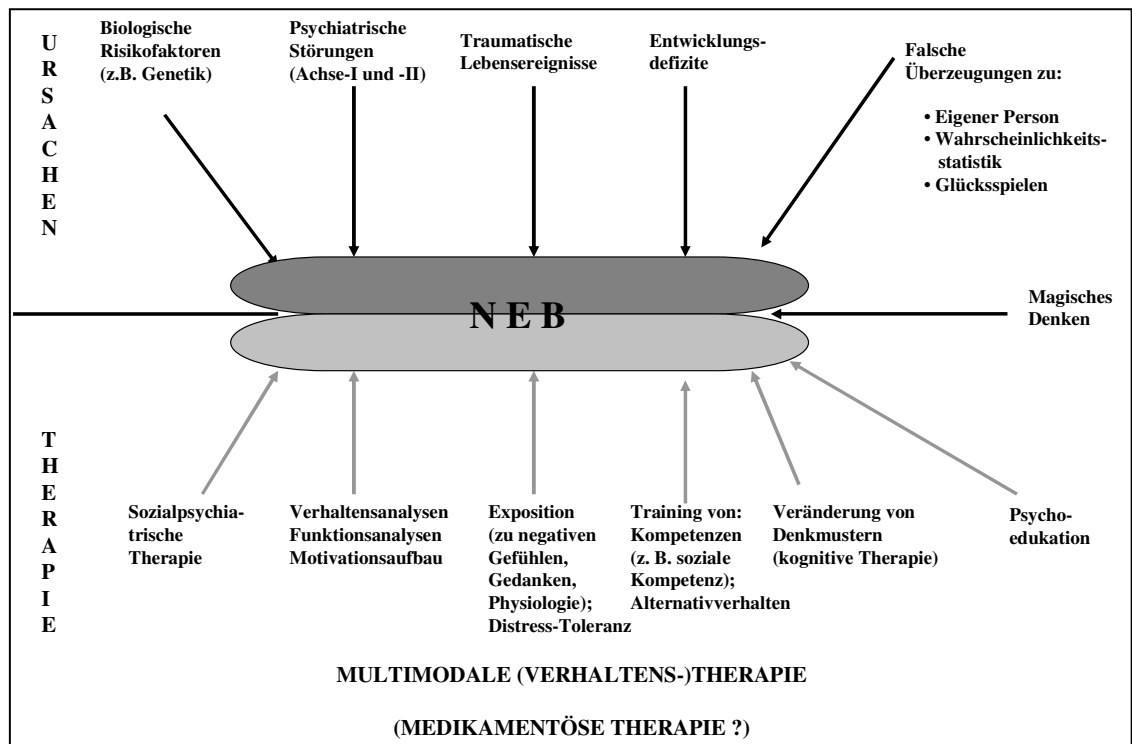 URSACHEN
Biologische
Risikofaktoren
(z.B. Genetik)
Psychiatrische
Störungen
(Achse-I und -II)
Traumatische
Lebensereignisse
Entwicklungs-
defizite
Falsche
Überzeugungen zu:
• Eigener Person
• Wahrscheinlichkeits-
statistik
• Glücksspielen
N E B
Magisches
Denken
THERAPIE
Sozialpsychia-
trische
Therapie
Verhaltensanalysen
Funktionsanalysen
Motivationsaufbau
Exposition
(zu negativen
Gefühlen,
Gedanken,
Physiologie);
Distress-Toleranz
Training von:
Kompetenzen
(z. B. soziale
Kompetenz);
Alternativverhalten
Veränderung von
Denkmustern
(kognitive Therapie)
Psycho-
edukation
MULTIMODALE (VERHALTENS-)THERAPIE
(MEDIKAMENTÖSE THERAPIE ?)